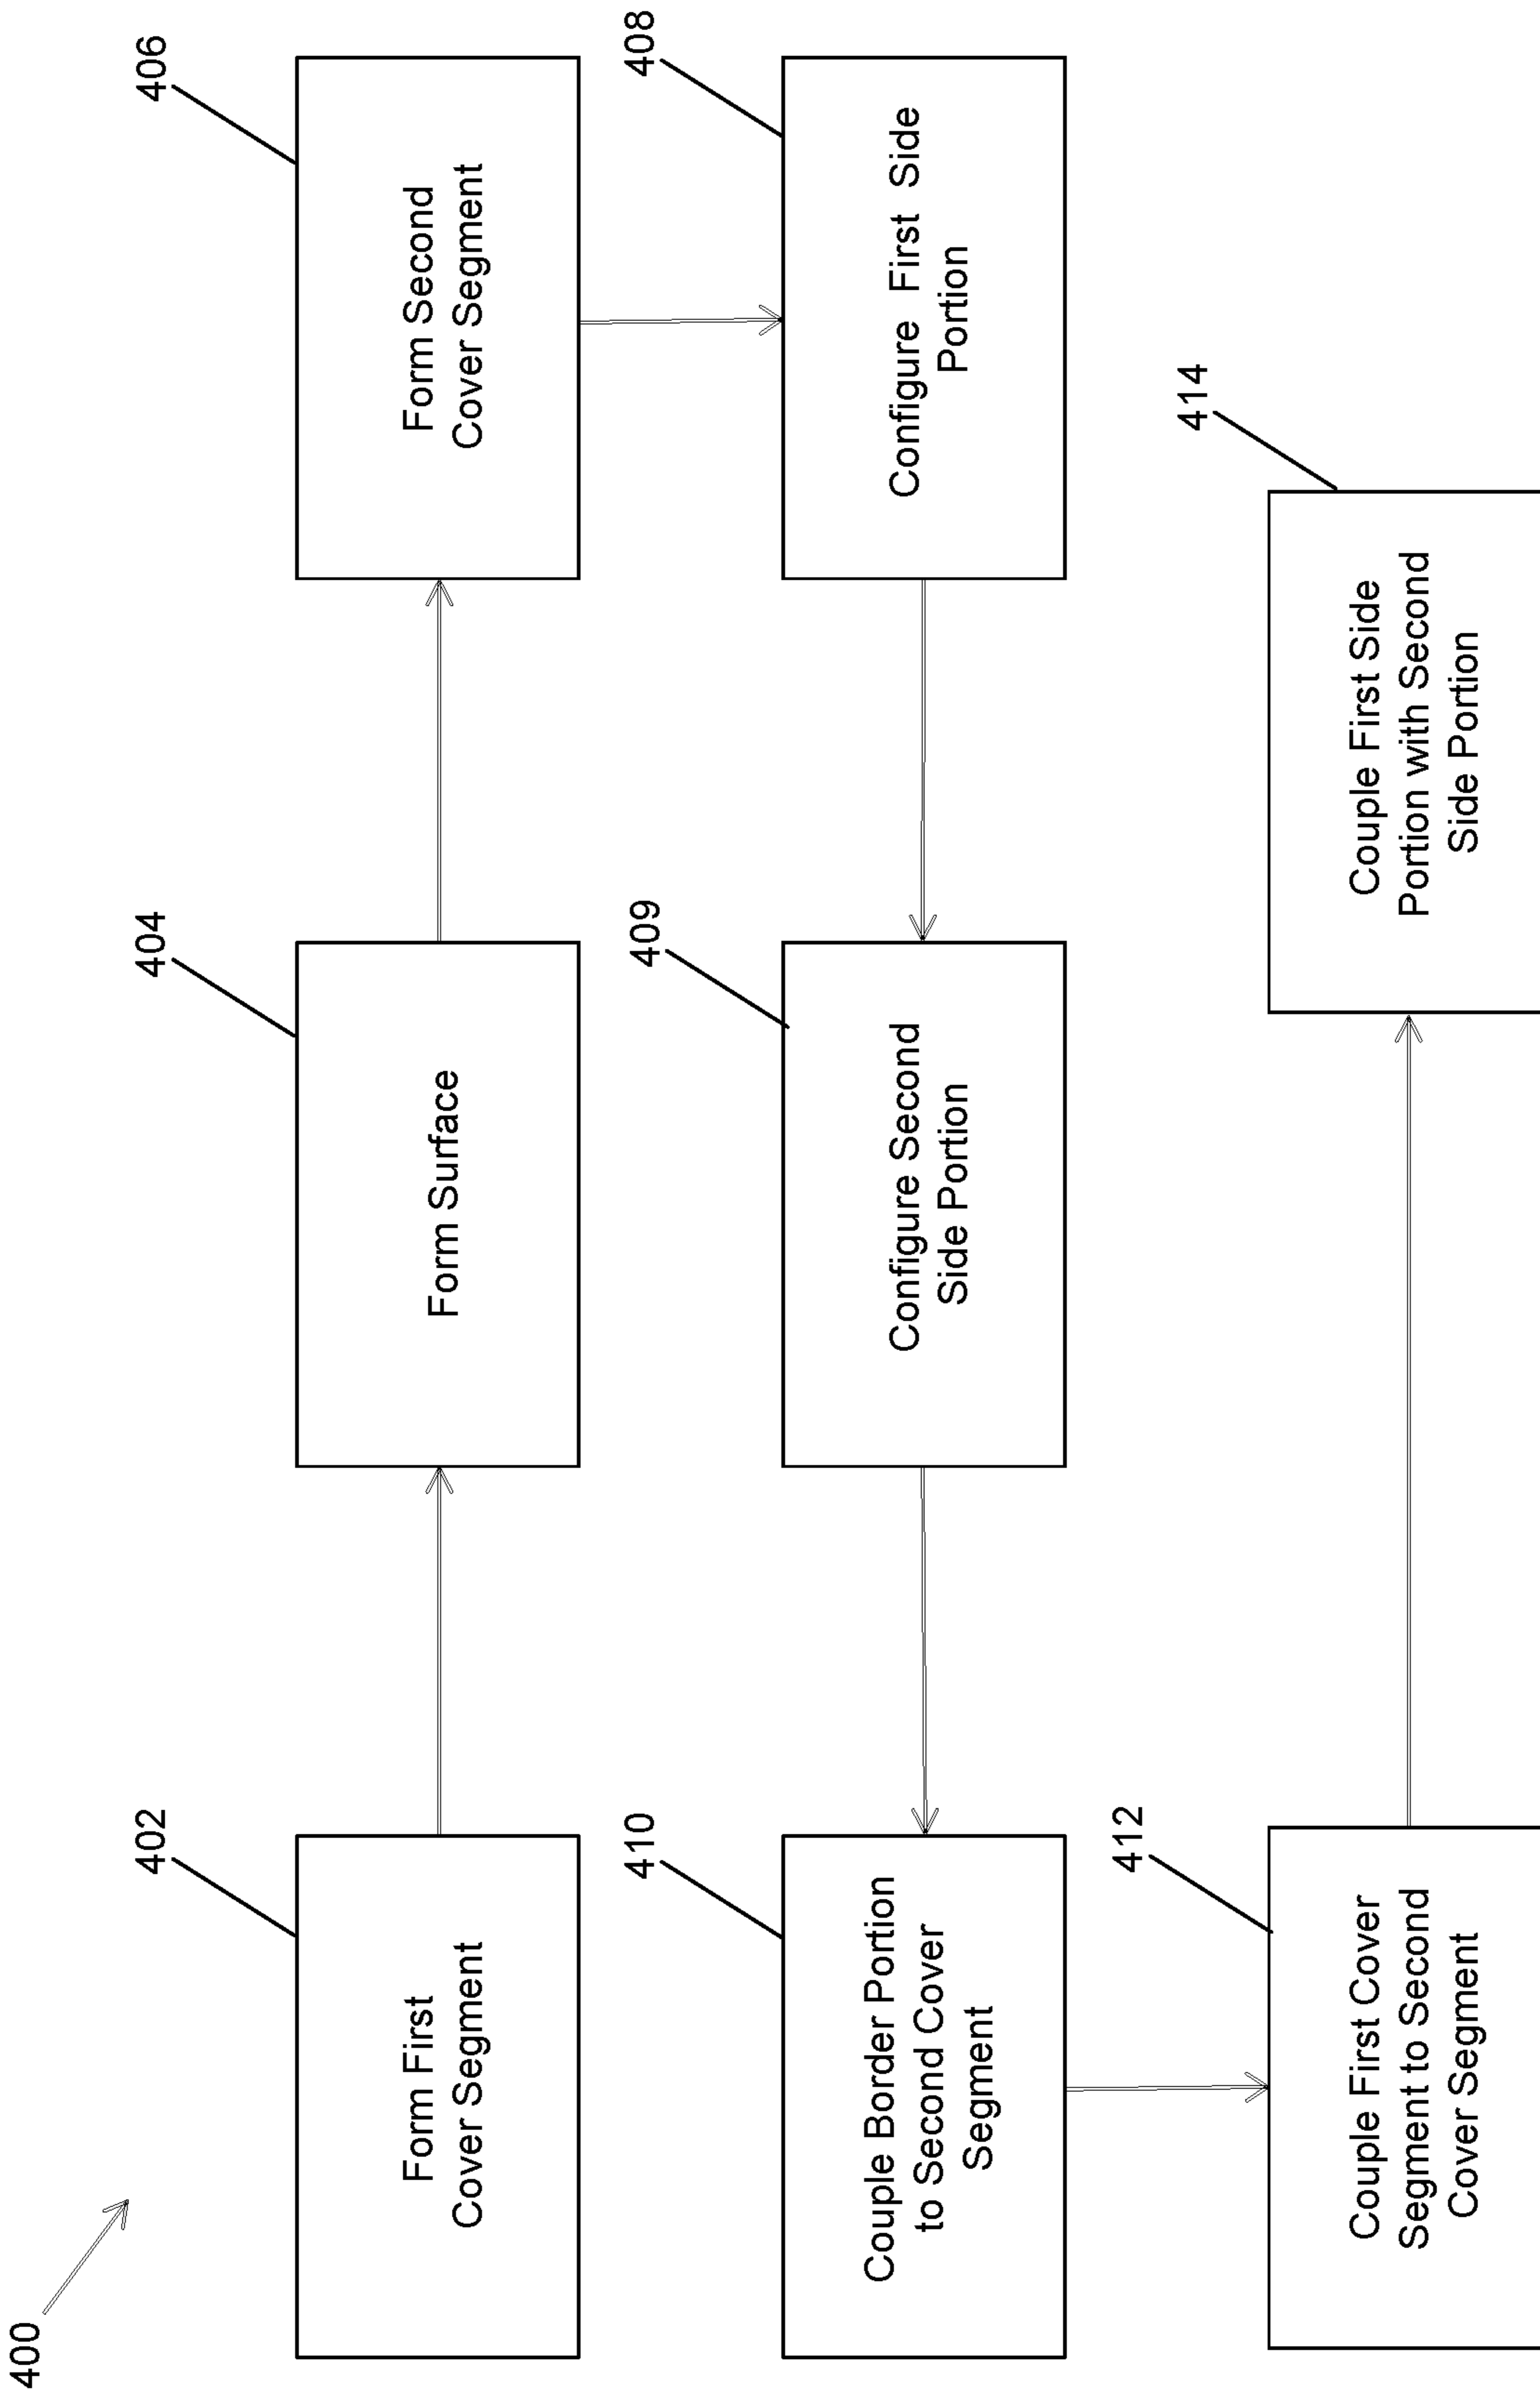 400
402
Form First
Cover Segment
404
Form Surface
406
Form Second
Cover Segment
408
Configure First Side
Portion
409
Configure Second
Side Portion
410
Couple Border Portion
to Second Cover
Segment
412
Couple First Cover
Segment to Second
Cover Segment
414
Couple First Side
Portion with Second
Side Portion